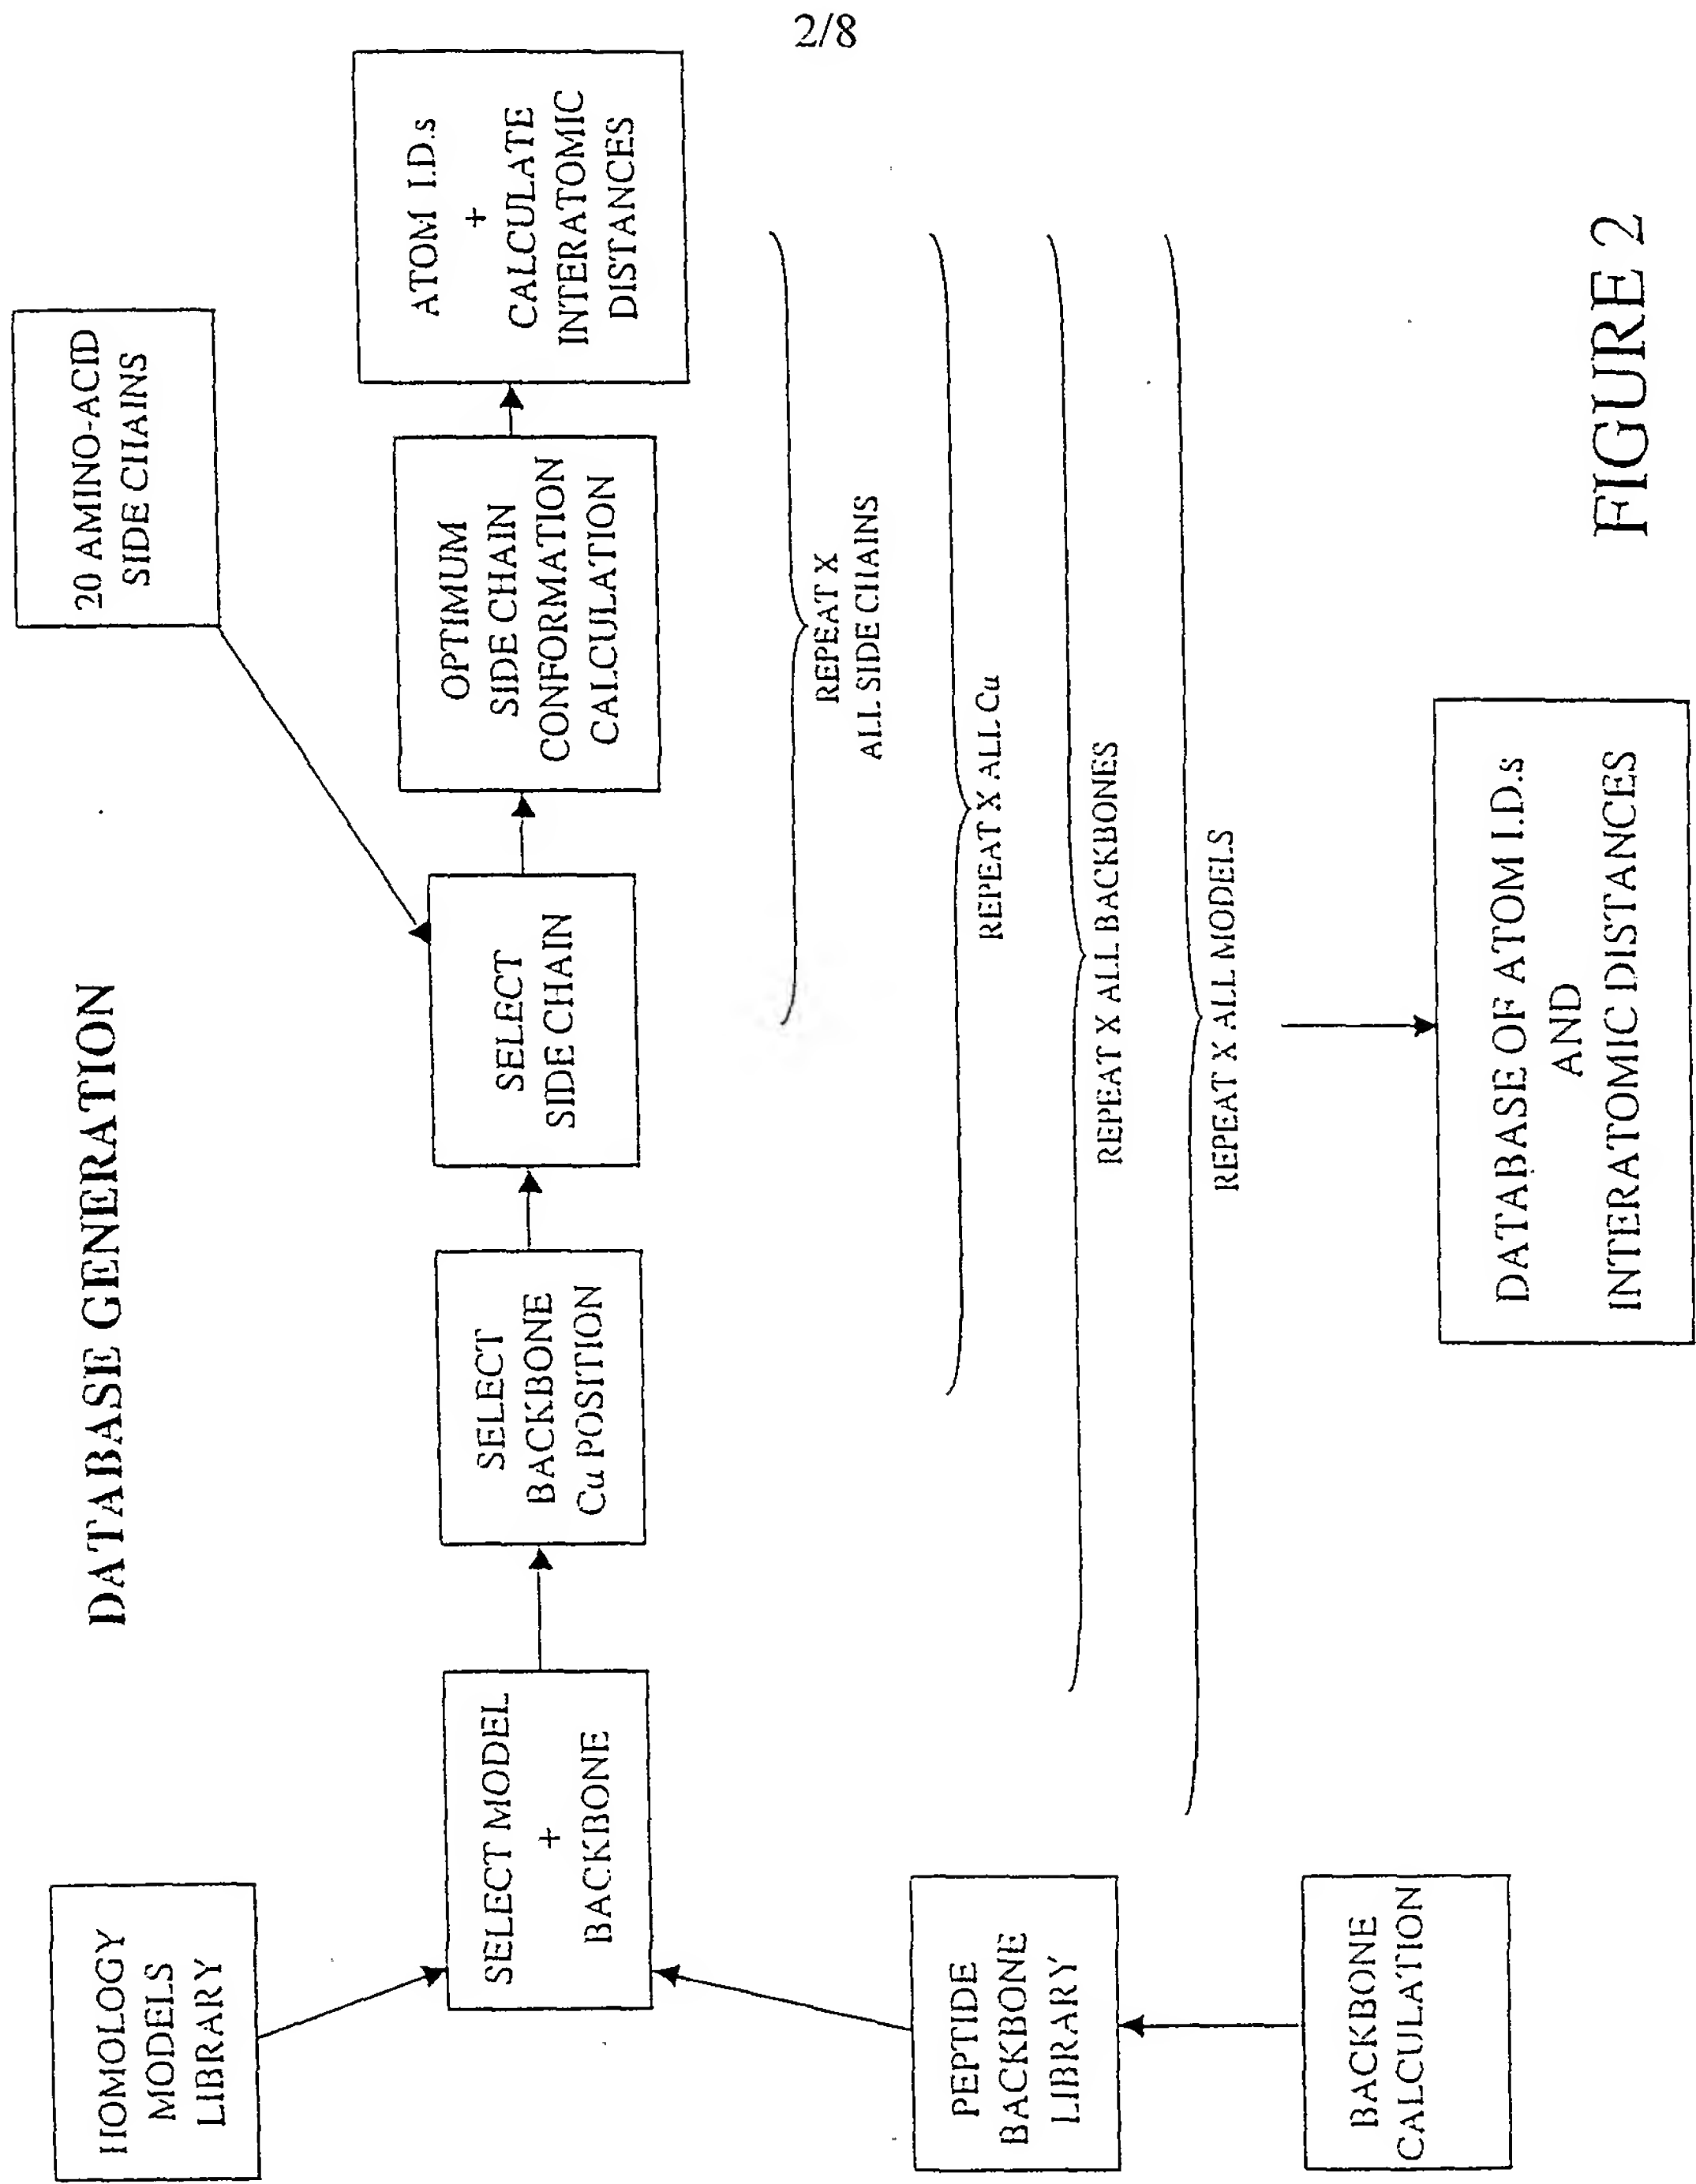 2/8
DATABASE GENERATION
HOMOLOGY
MODELS
LIBRARY
20 AMINO-ACID
SIDE CHAINS
SELECT MODEL
+
BACKBONE
SELECT
BACKBONE
Cα POSITION
SELECT
SIDE CHAIN
OPTIMUM
SIDE CHAIN
CONFORMATION
CALCULATION
ATOM I.D.s
+
CALCULATE
INTERATOMIC
DISTANCES
REPEAT X
ALL SIDE CHAINS
REPEAT X ALL Cα
REPEAT X ALL BACKBONES
REPEAT X ALL MODELS
PEPTIDE
BACKBONE
LIBRARY
BACKBONE
CALCULATION
DATABASE OF ATOM I.D.s
AND
INTERATOMIC DISTANCES
FIGURE 2